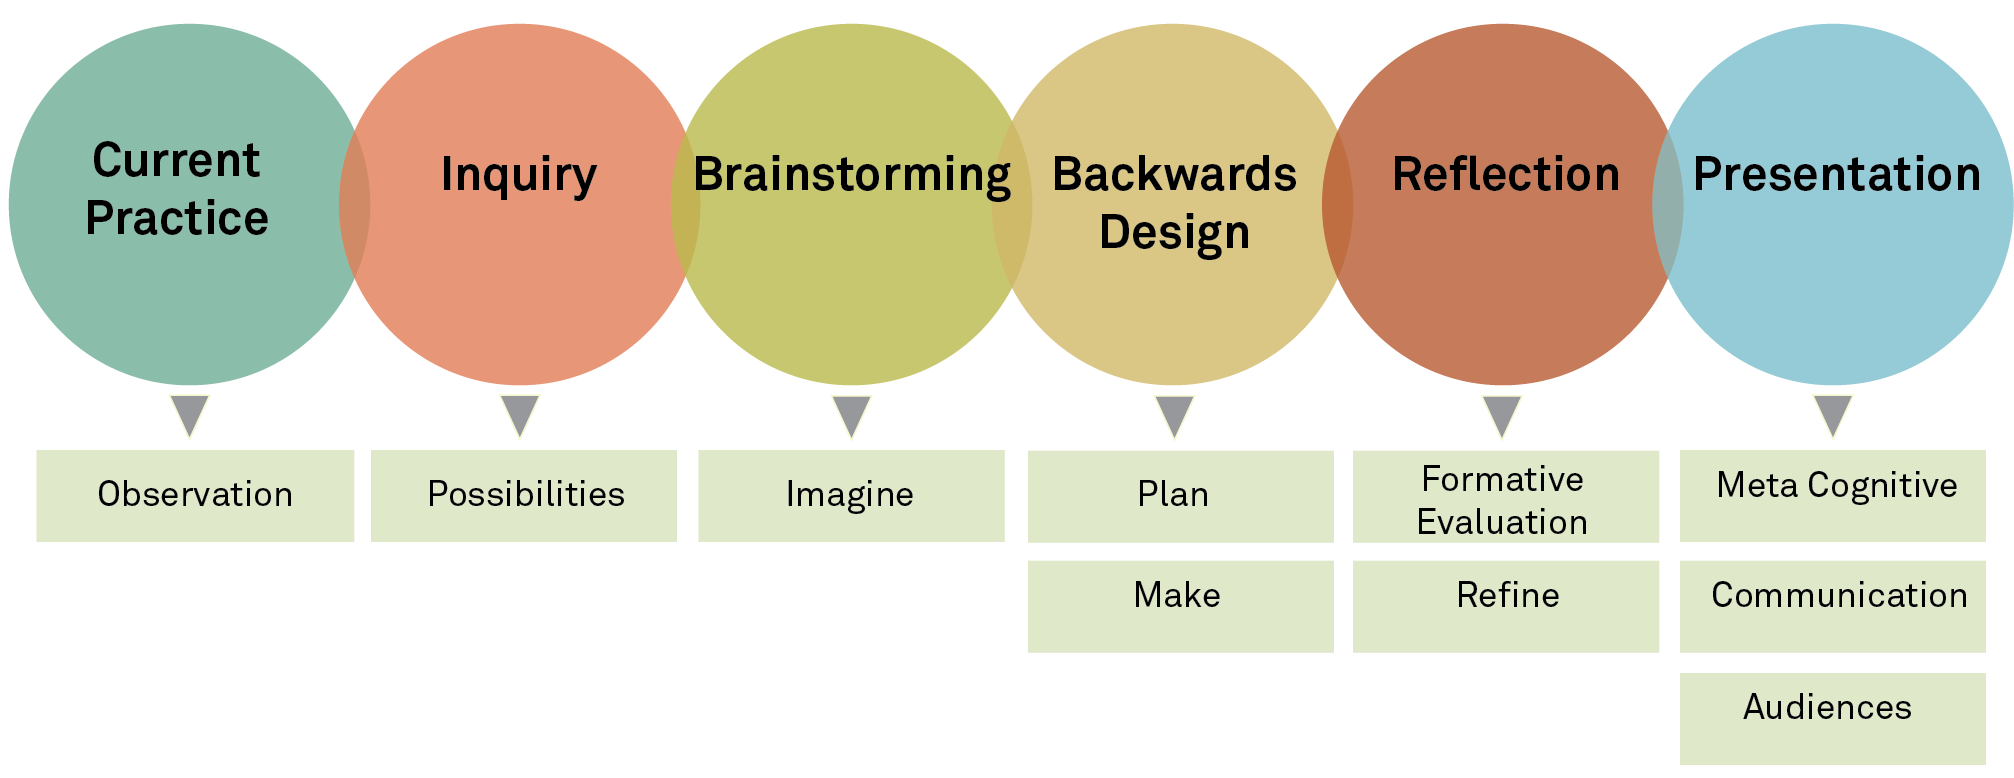 Current
Practice
Inquiry
Brainstorming
Backwards
Design
Reflection
Presentation
Observation
Possibilities
Imagine
Plan
Make
Formative
Evaluation
Refine
Meta Cognitive
Communication
Audiences